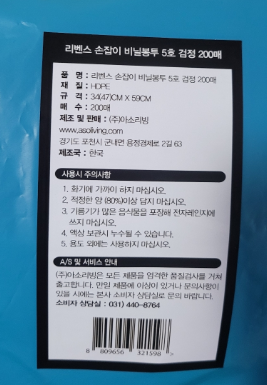 리벤스 손잡이 비닐봉투 5호 검정 200매
품 명 : 리벤스 손잡이 비닐봉투 5호 검정 200매
재 질 : HDPE
규 격 : 34(47)CM X 59CM
매 수 : 200매
제조 및 판매 : (주)아소리빙
www.asoliving.com
경기도 포천시 군내면 용정경제로 2길 63
제조국 : 한국
사용시 주의사항
1. 화기에 가까이 하지 마십시오.
2. 적정한 양 (80%)이상 담지 마십시오.
3. 기름기가 많은 음식물을 포장해 전자레인지에
쓰지 마십시오.
4. 액상 보관시 누수될 수 있습니다.
5. 용도 외에는 사용하지 마십시오.
A/S 및 서비스 안내
(주)아소리빙은 모든 제품을 엄격한 품질검사를 거쳐
출고합니다. 만일 제품에 이상이 있거나 문의사항이
있을 시에는 본사 소비자 상담실로 문의 바랍니다.
소비자 상담실 : 031) 440-8764
8 809656 321598 >